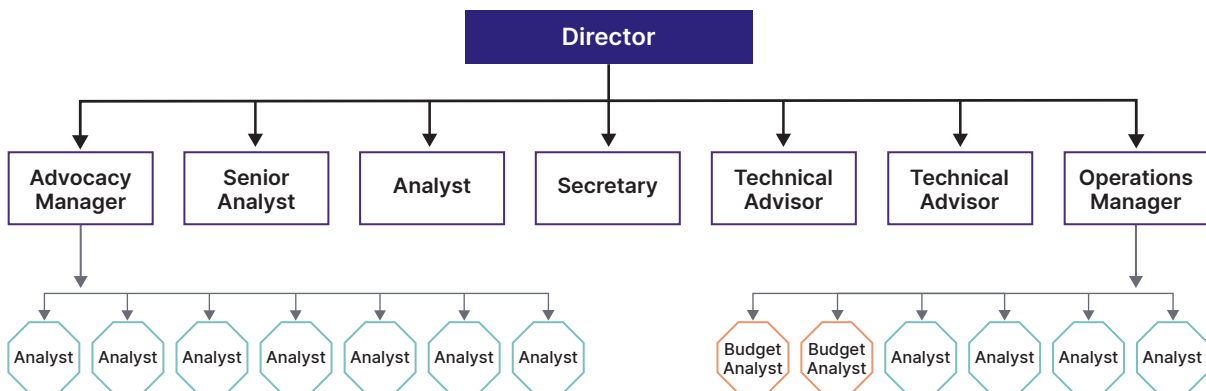 Director
Advocacy
Manager
Senior
Analyst
Analyst
Secretary
Technical
Advisor
Technical
Advisor
Operations
Manager
Analyst
Analyst
Analyst
Analyst
Analyst
Analyst
Analyst
Budget
Analyst
Budget
Analyst
Analyst
Analyst
Analyst
Analyst